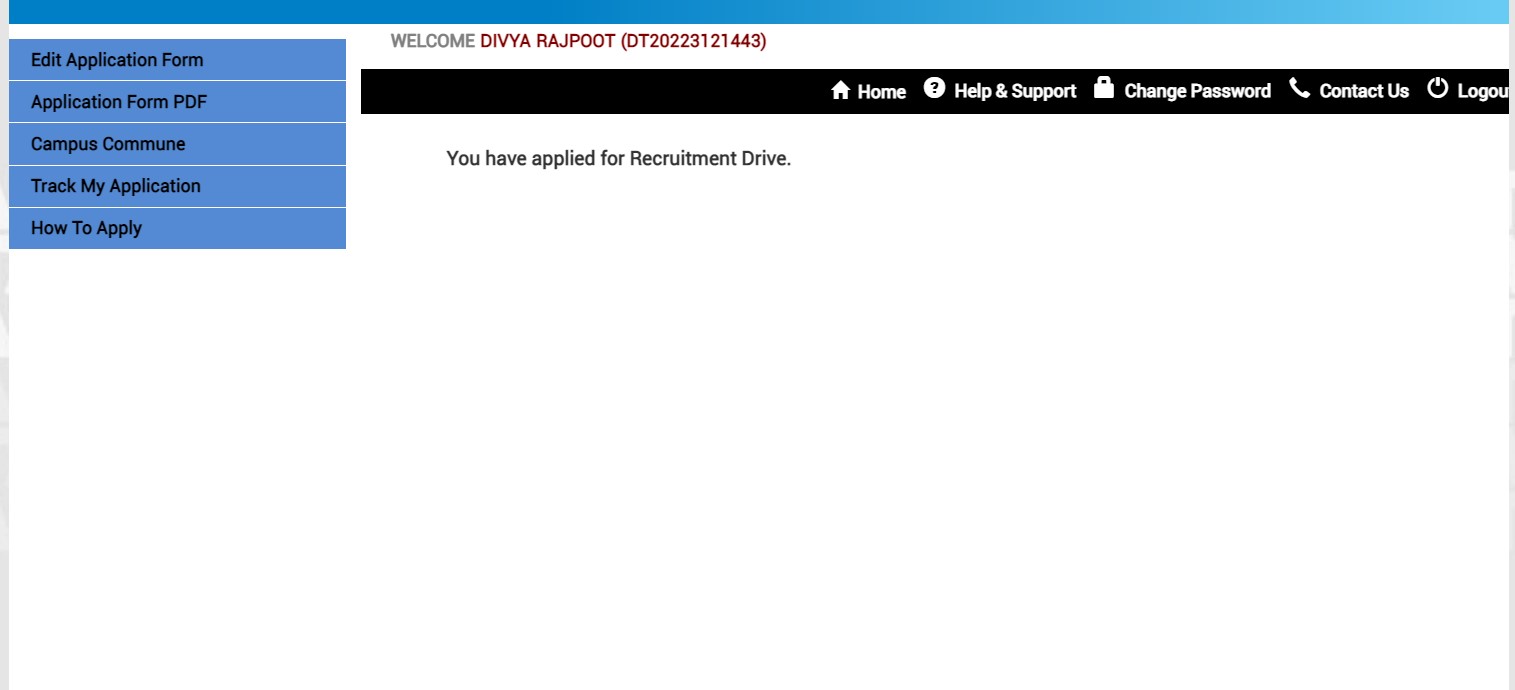 WELCOME DIVYA RAJPOOT (DT20223121443)
Edit Application Form
Application Form PDF
Campus Commune
Track My Application
How To Apply
Home Help & Support Change Password Contact Us Logou
You have applied for Recruitment Drive.